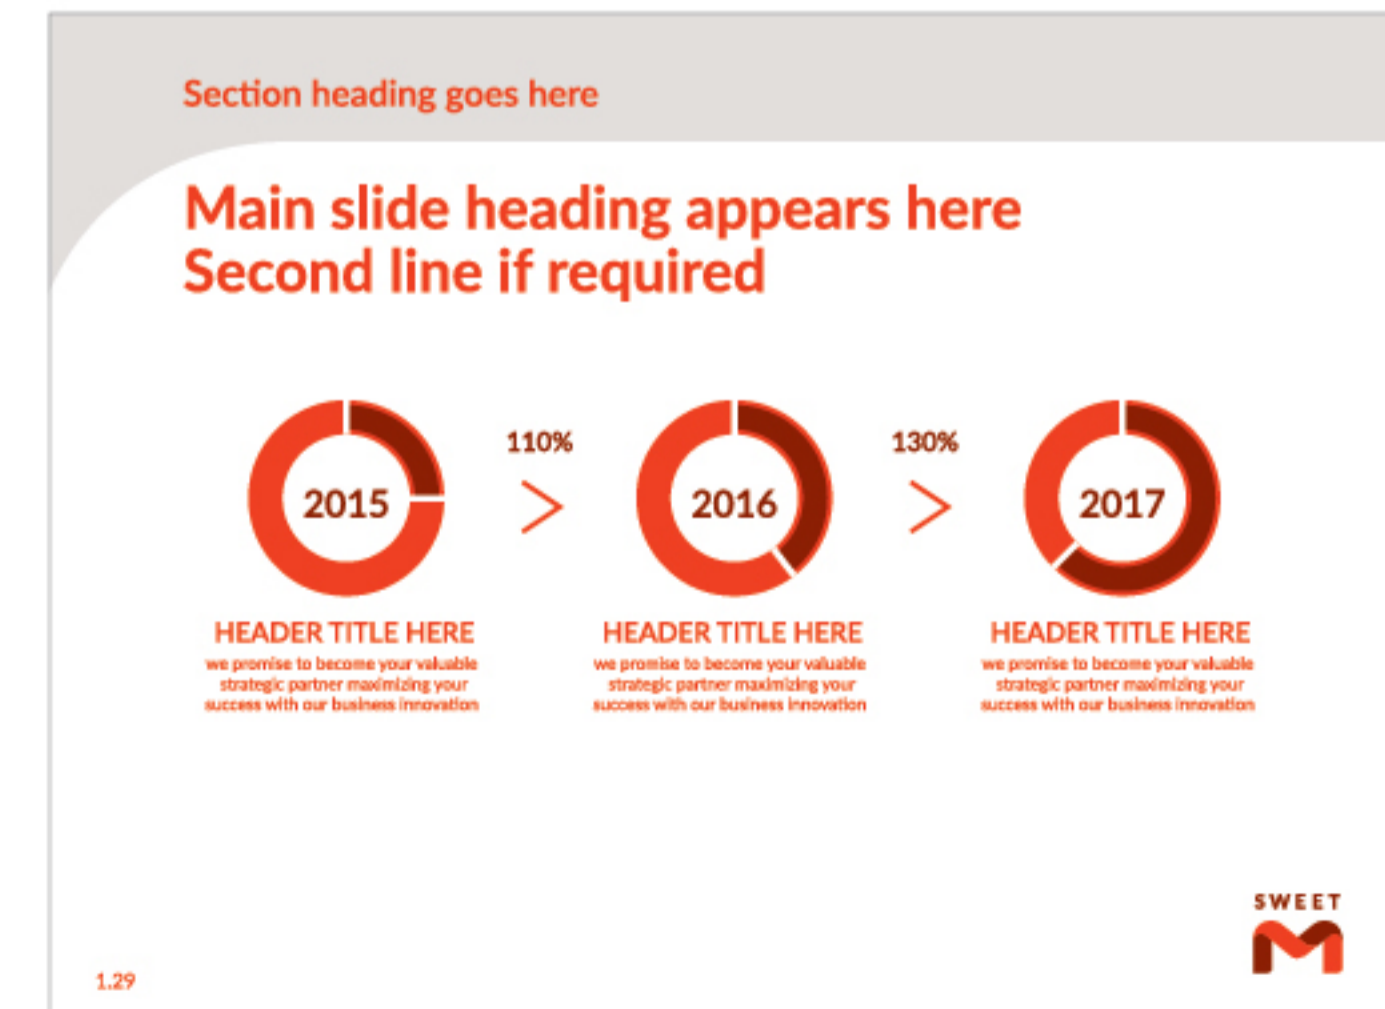 Section heading goes here
Main slide heading appears here
Second line if required
110%
130%
2015
2016
2017
HEADER TITLE HERE
we promise to become your valuable
strategic partner maximizing your
success with our business innovation
HEADER TITLE HERE
we promise to become your valuable
strategic partner maximizing your
success with our business innovation
HEADER TITLE HERE
we promise to become your valuable
strategic partner maximizing your
success with our business innovation
SWEET
M
1.29